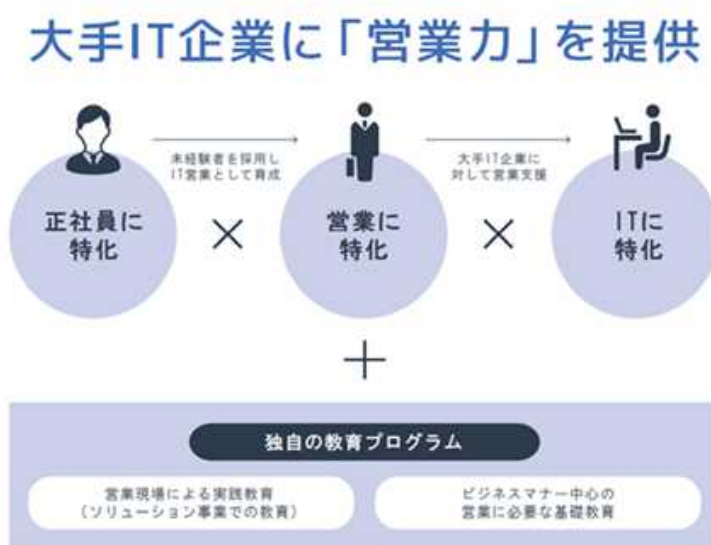 大手IT企業に「営業力」を提供
未経験者を採用し
IT営業として育成
大手IT企業に
対して営業支援
正社員に
特化
×
営業に
特化
×
ITに
特化
+
独自の教育プログラム
営業現場による実践教育
(ソリューション事業での教育)
ビジネスマナー中心の
営業に必要な基礎教育